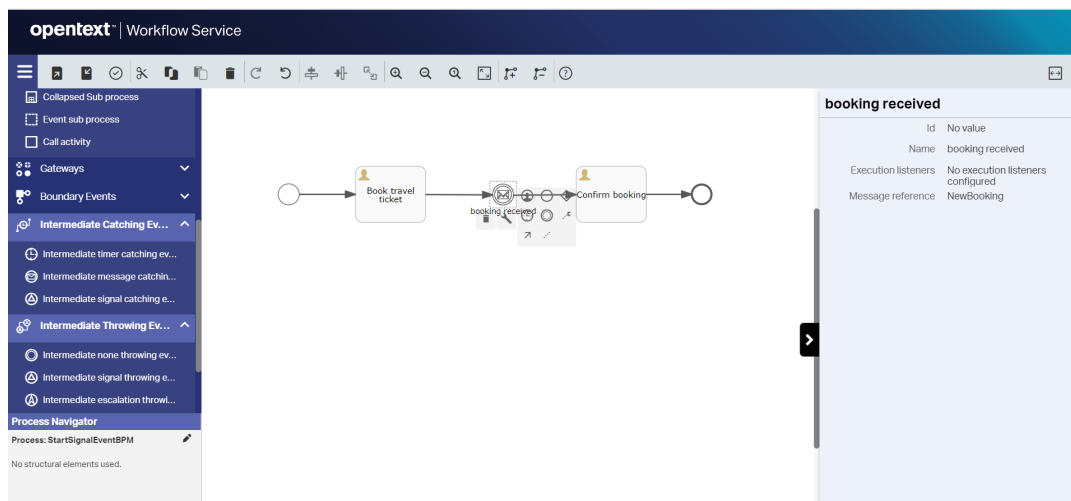 opentext™ | Workflow Service
Collapsed Sub process
Event sub process
Call activity
Gateways
Boundary Events
Intermediate Catching Ev...
Intermediate timer catching ev...
Intermediate message catchin...
Intermediate signal catching e...
Intermediate Throwing Ev...
Intermediate none throwing ev...
Intermediate signal throwing e...
Intermediate escalation throwi...
Process Navigator
Process: StartSignalEventBPM
No structural elements used.
Book travel
ticket
booking received
Confirm booking
booking received
Id No value
Name booking received
Execution listeners No execution listeners
configured
Message reference NewBooking